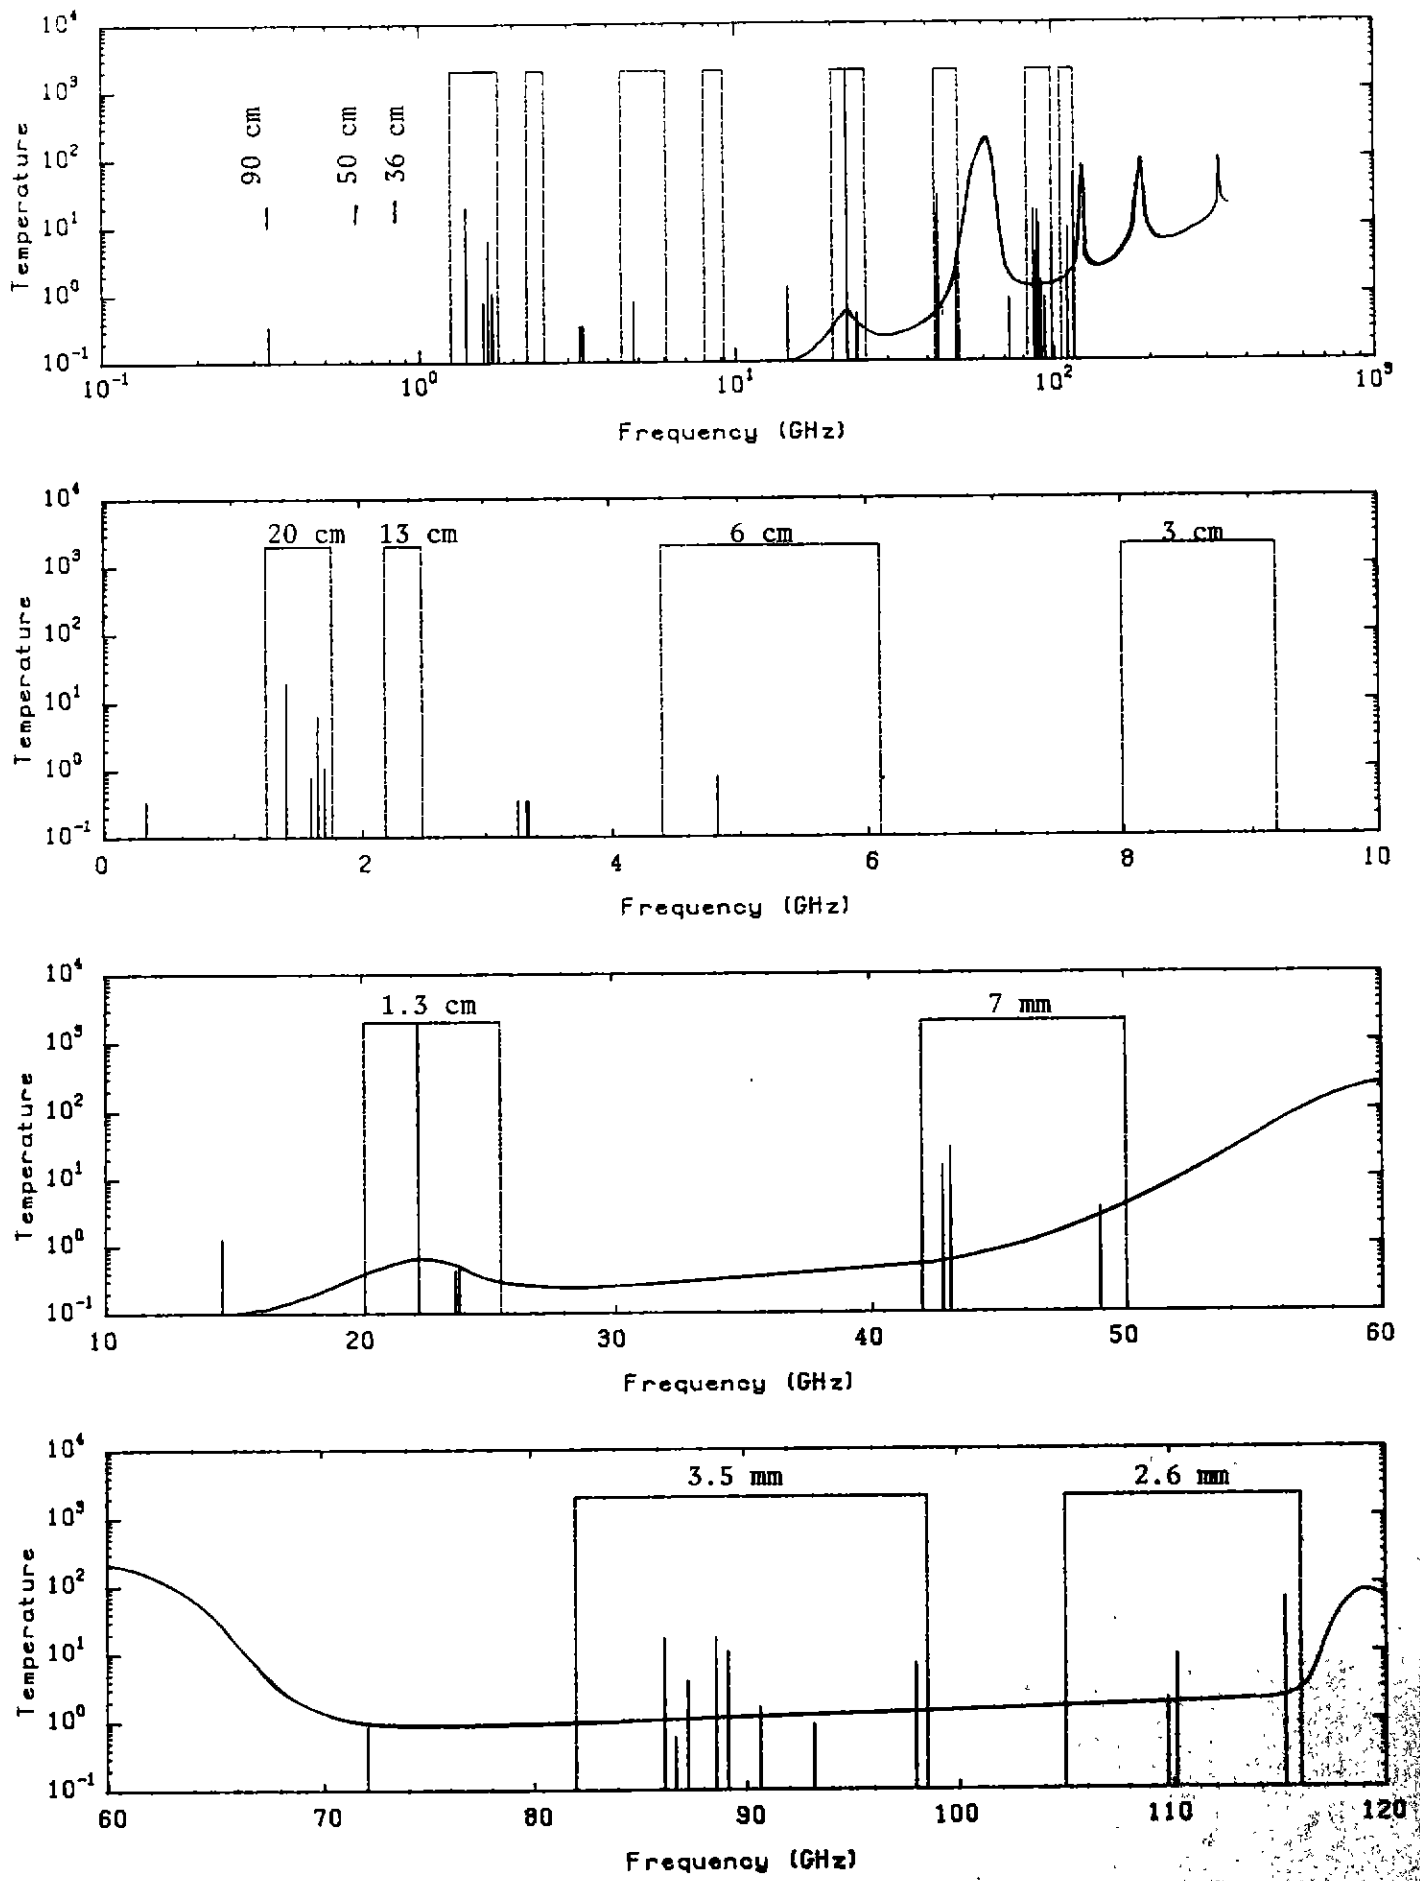 10⁴
10³
10²
10¹
10⁰
10⁻¹
Temperature
90 cm
50 cm
36 cm
10⁻¹ 10⁰ 10¹ 10² 10³
Frequency (GHz)
10⁴
10³
10²
10¹
10⁰
10⁻¹
Temperature
20 cm 13 cm 6 cm 3 cm
0 2 4 6 8 10
Frequency (GHz)
10⁴
10³
10²
10¹
10⁰
10⁻¹
Temperature
1.3 cm 7 mm
10 20 30 40 50 60
Frequency (GHz)
10⁴
10³
10²
10¹
10⁰
10⁻¹
Temperature
3.5 mm 2.6 mm
60 70 80 90 100 110 120
Frequency (GHz)